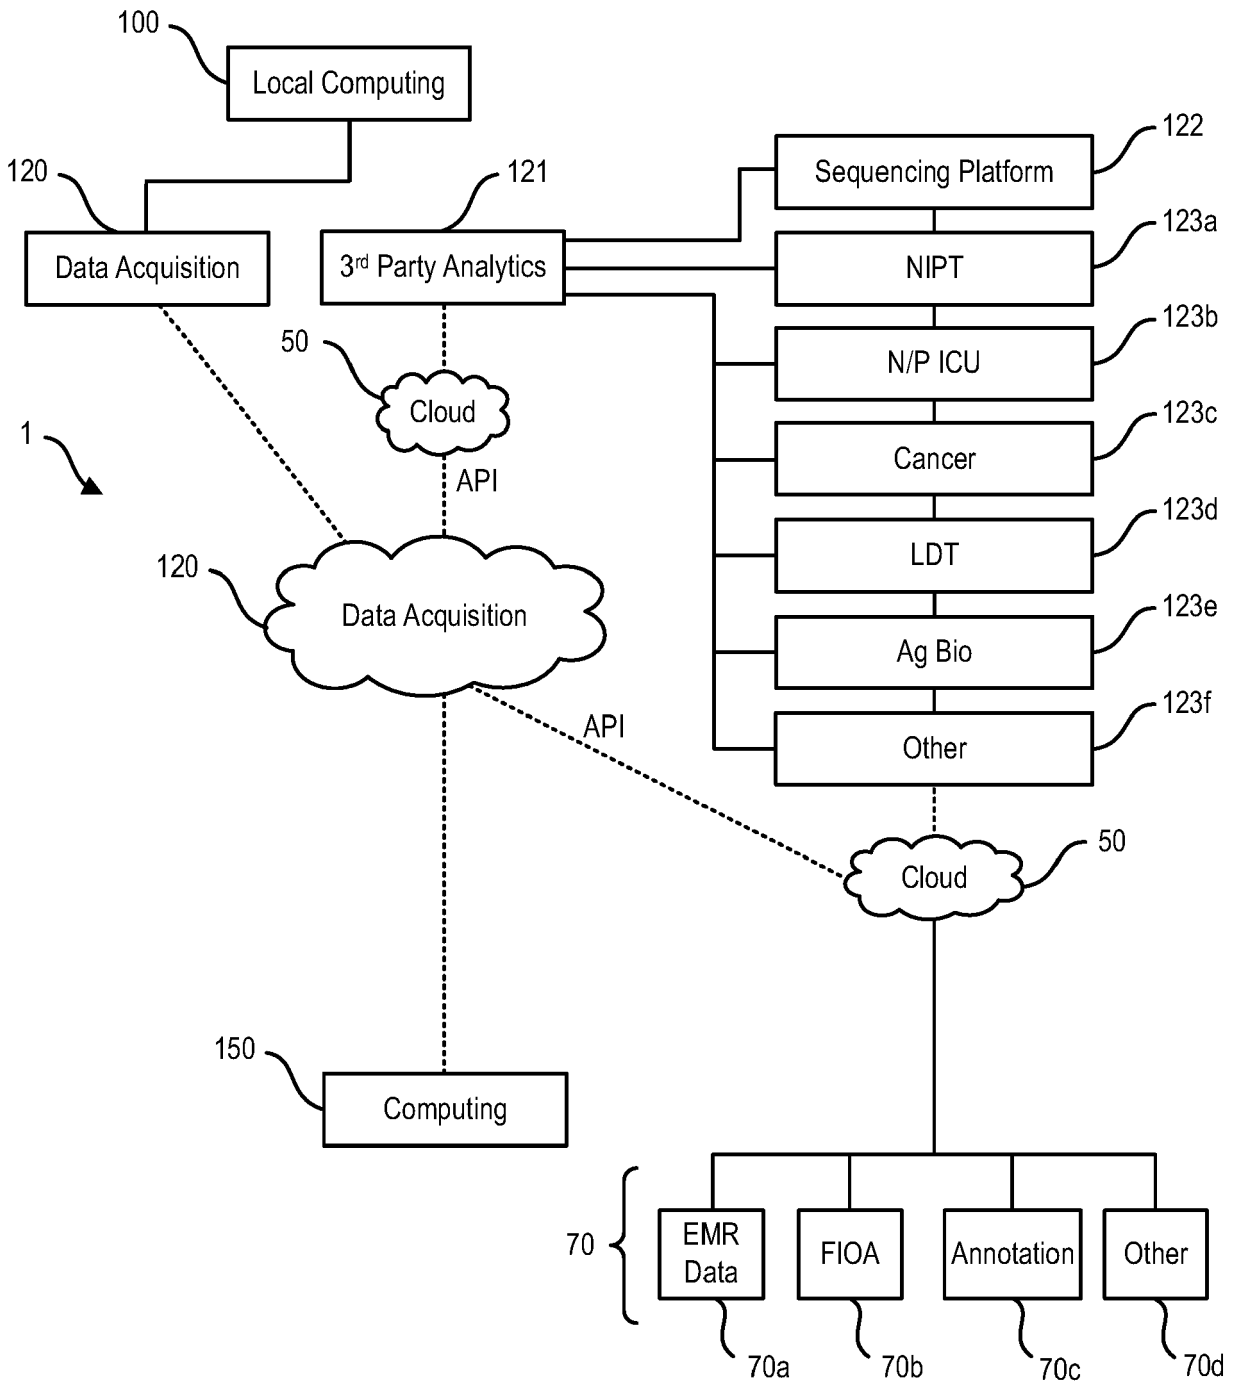 100
Local Computing
120
Data Acquisition
121
3rd Party Analytics
122
Sequencing Platform
123a
NIPT
123b
N/P ICU
123c
Cancer
123d
LDT
123e
Ag Bio
123f
Other
50
Cloud
API
1
120
Data Acquisition
API
50
Cloud
150
Computing
70
EMR
Data
FIOA
Annotation
Other
70a
70b
70c
70d